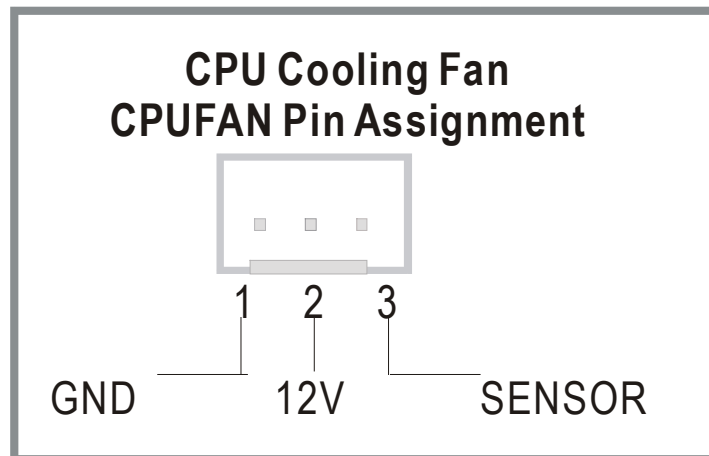 CPU Cooling Fan
CPUFAN Pin Assignment
1 2 3
GND 12V SENSOR